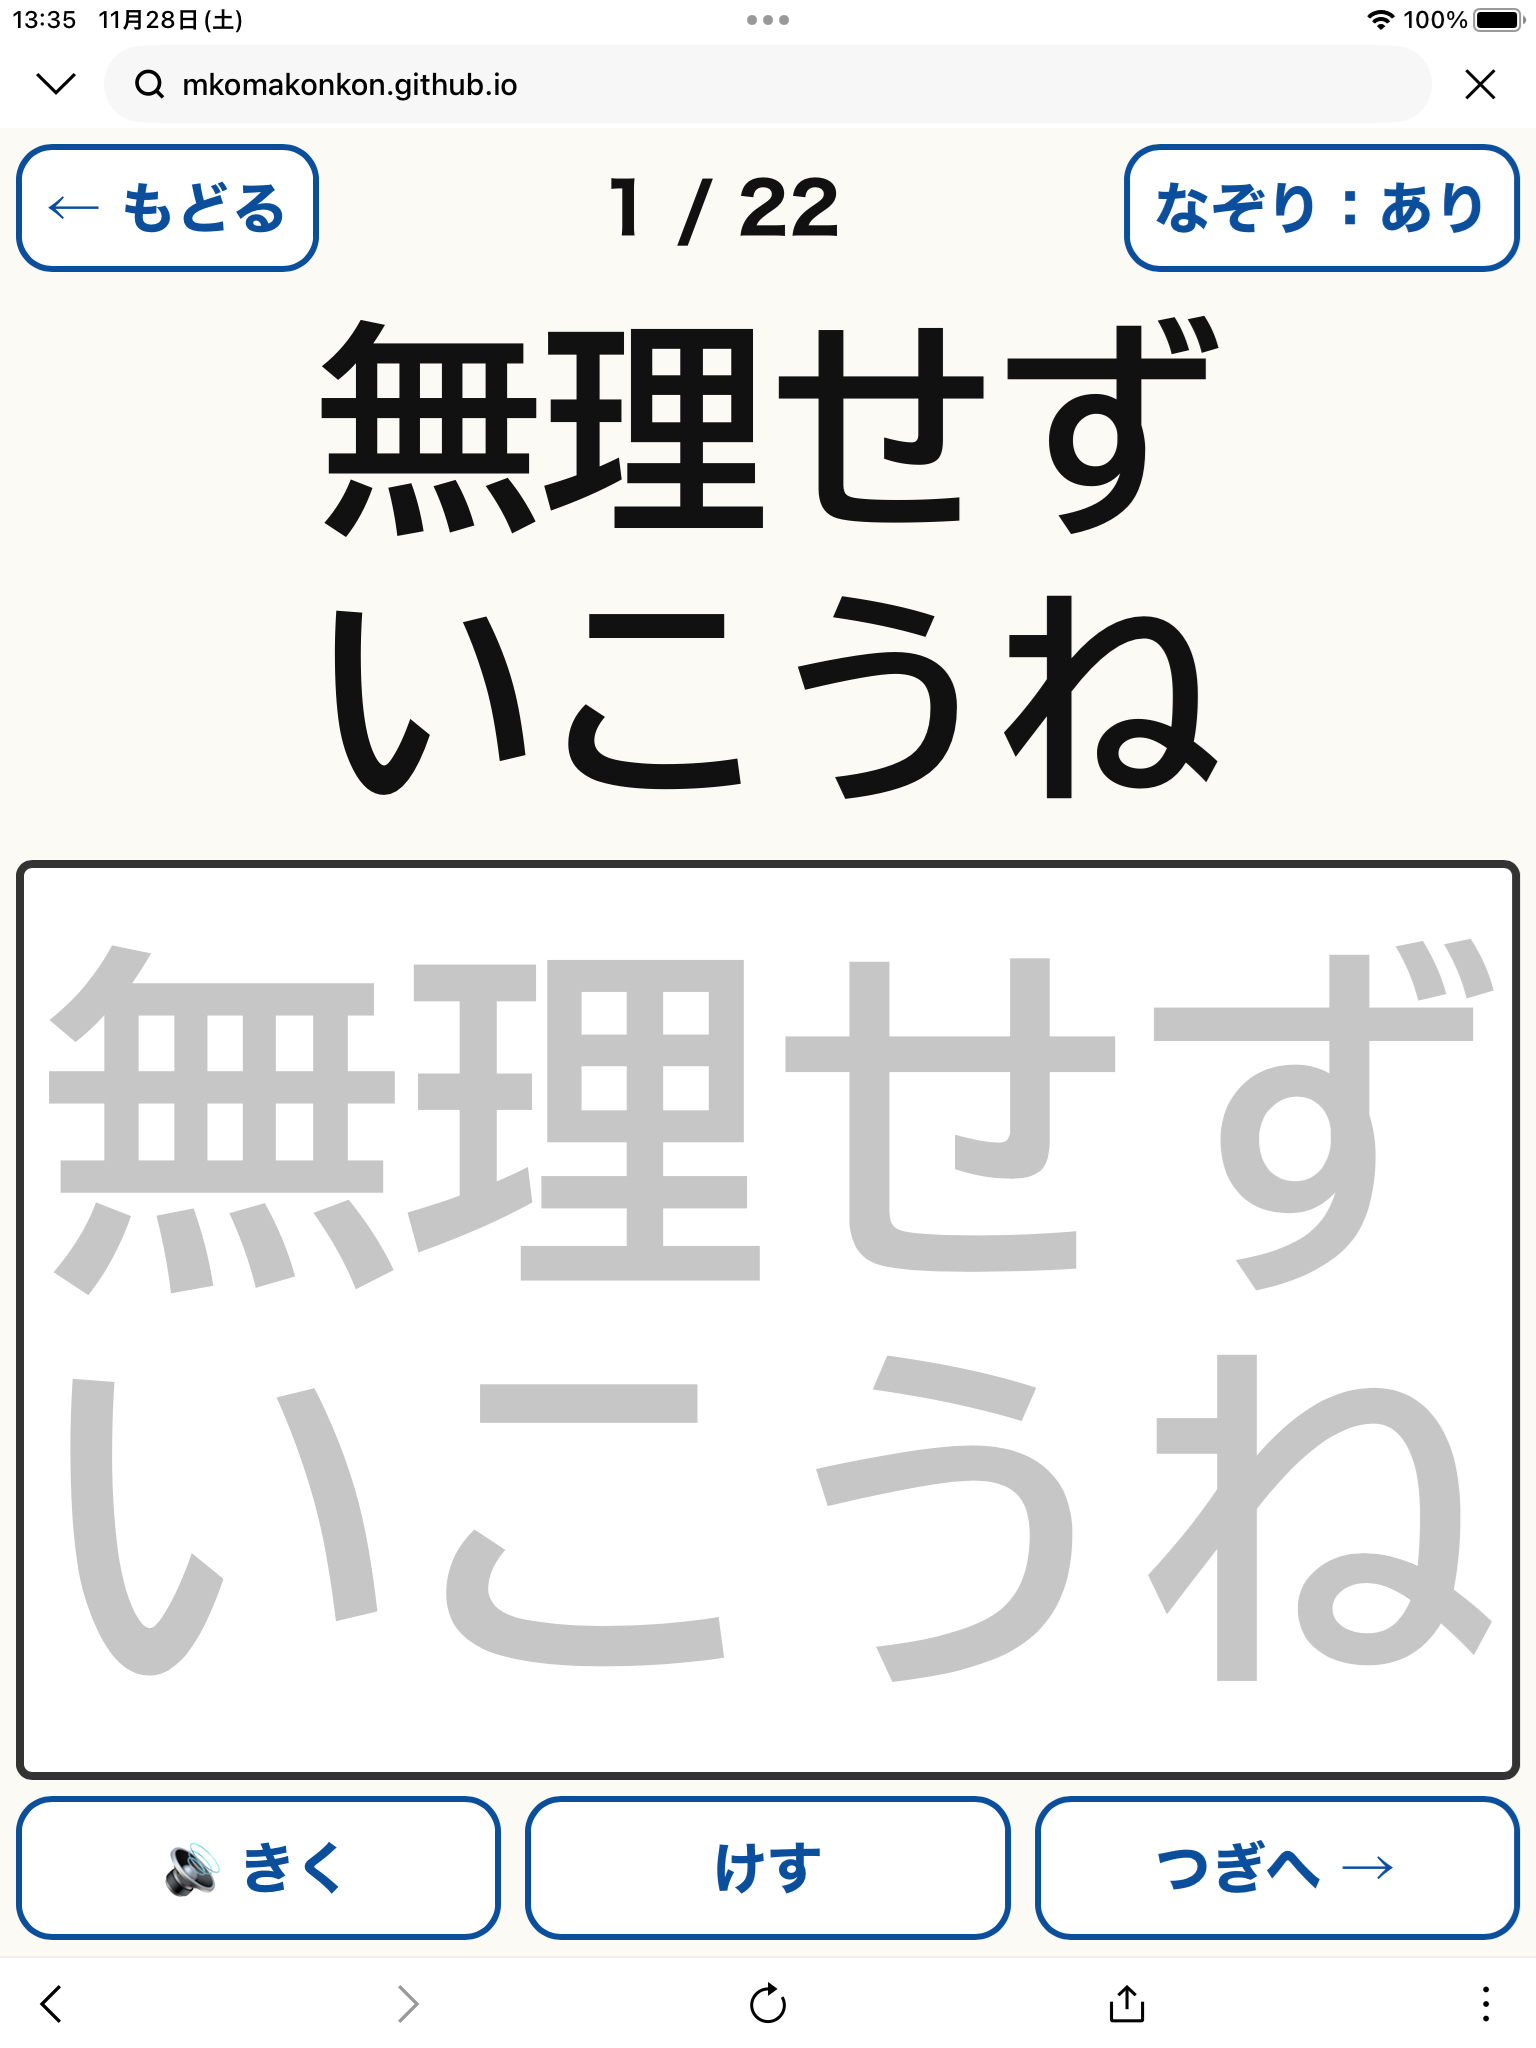 13:35 11月28日(土)
100%
mkomakonkon.github.io
← もどる
1 / 22
なぞり：あり
無理せず
いこうね
無理せず
いこうね
🔊 きく
けす
つぎへ →